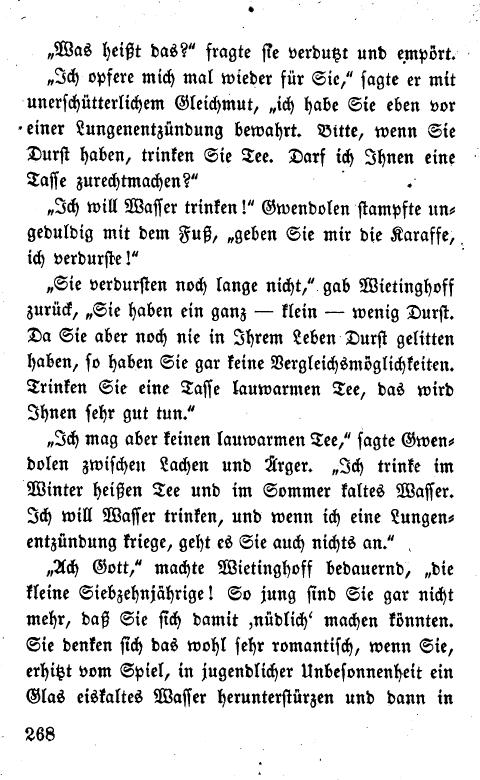 „Was heißt das?“ fragte sie verdutzt und empört.
„Ich opfere mich mal wieder für Sie,“ sagte er mit
unerschütterlichem Gleichmut, „ich habe Sie eben vor
einer Lungenentzündung bewahrt. Bitte, wenn Sie
Durst haben, trinken Sie Tee. Darf ich Ihnen eine
Tasse zurechtmachen?“
„Ich will Wasser trinken!“ Gwendolen stampfte un-
geduldig mit dem Fuß, „geben Sie mir die Karaffe,
ich verdurste!“
„Sie verdursten noch lange nicht,“ gab Wietinghoff
zurück, „Sie haben ein ganz — klein — wenig Durst.
Da Sie aber noch nie in Ihrem Leben Durst gelitten
haben, so haben Sie gar keine Vergleichsmöglichkeiten.
Trinken Sie eine Tasse lauwarmen Tee, das wird
Ihnen sehr gut tun.“
„Ich mag aber keinen lauwarmen Tee,“ sagte Gwen-
dolen zwischen Lachen und Ärger. „Ich trinke im
Winter heißen Tee und im Sommer kaltes Wasser.
Ich will Wasser trinken, und wenn ich eine Lungen-
entzündung kriege, geht es Sie auch nichts an.“
„Ach Gott,“ machte Wietinghoff bedauernd, „die
kleine Siebzehnjährige! So jung sind Sie gar nicht
mehr, daß Sie sich damit ‚nüdlich‘ machen könnten.
Sie denken sich das wohl sehr romantisch, wenn Sie,
erhitzt vom Spiel, in jugendlicher Unbesonnenheit ein
Glas eiskaltes Wasser herunterstürzen und dann in
268